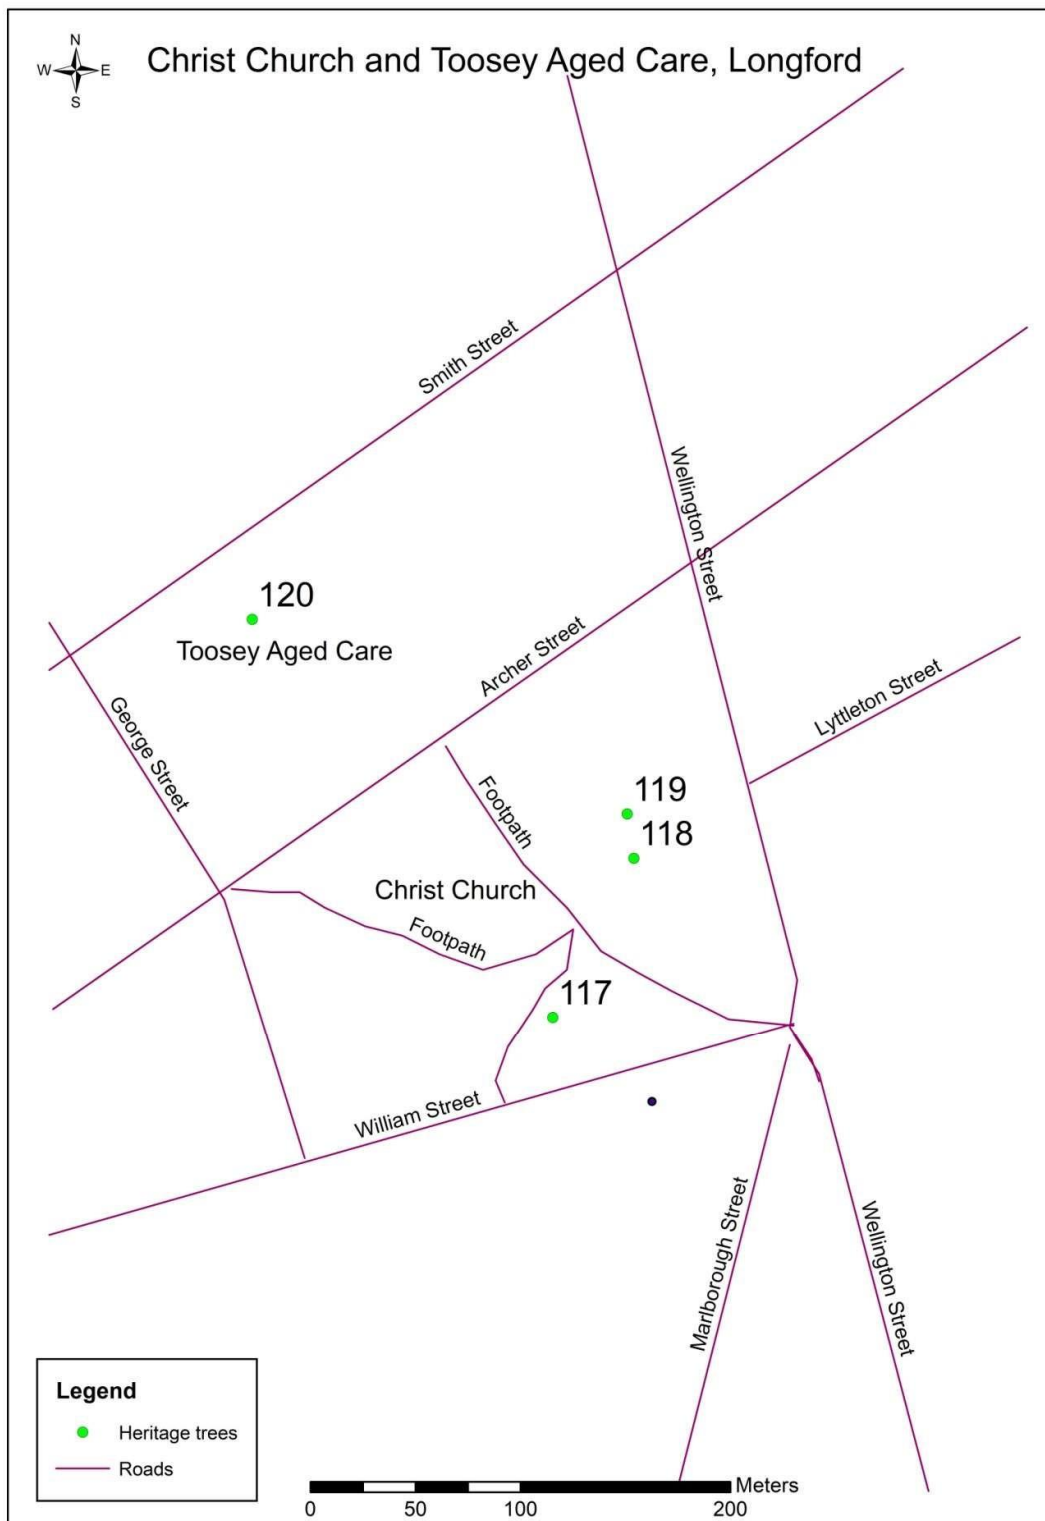 N
W E
S
Christ Church and Toosey Aged Care, Longford
Smith Street
Wellington Street
120
Toosey Aged Care
Archer Street
Lyttleton Street
George Street
119
Footpath
118
Christ Church
Footpath
117
William Street
Marlborough Street
Wellington Street
Legend
Heritage trees
Roads
Meters
0 50 100 200